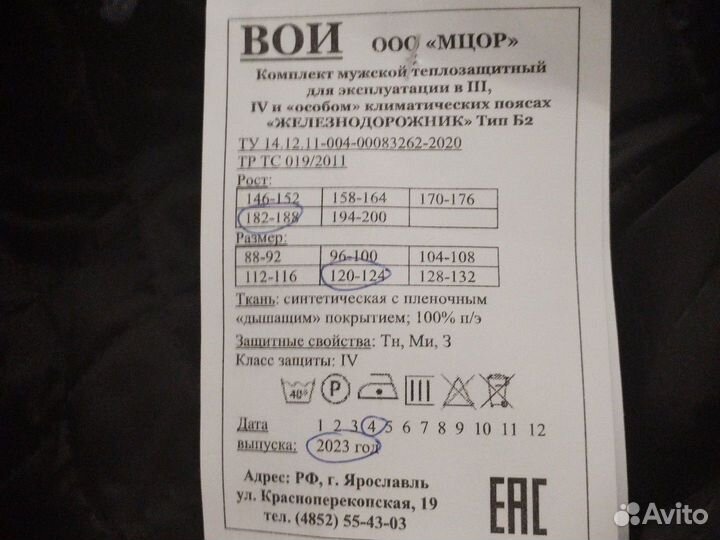 ВОИ ООО «МЦОР»
Комплект мужской теплозащитный
для эксплуатации в III,
IV и «особом» климатических поясах
«ЖЕЛЕЗНОДОРОЖНИК» Тип Б2
ТУ 14.12.11-004-00083262-2020
ТР ТС 019/2011
Рост:
146-152 158-164 170-176
182-188 194-200
Размер:
88-92 96-100 104-108
112-116 120-124 128-132
Ткань: синтетическая с пленочным
«дышащим» покрытием; 100% п/э
Защитные свойства: Тн, Ми, З
Класс защиты: IV
40° P
Дата 1 2 3 4 5 6 7 8 9 10 11 12
выпуска: 2023 год
Адрес: РФ, г. Ярославль
ул. Красноперекопская, 19
тел. (4852) 55-43-03
EAC
Avito